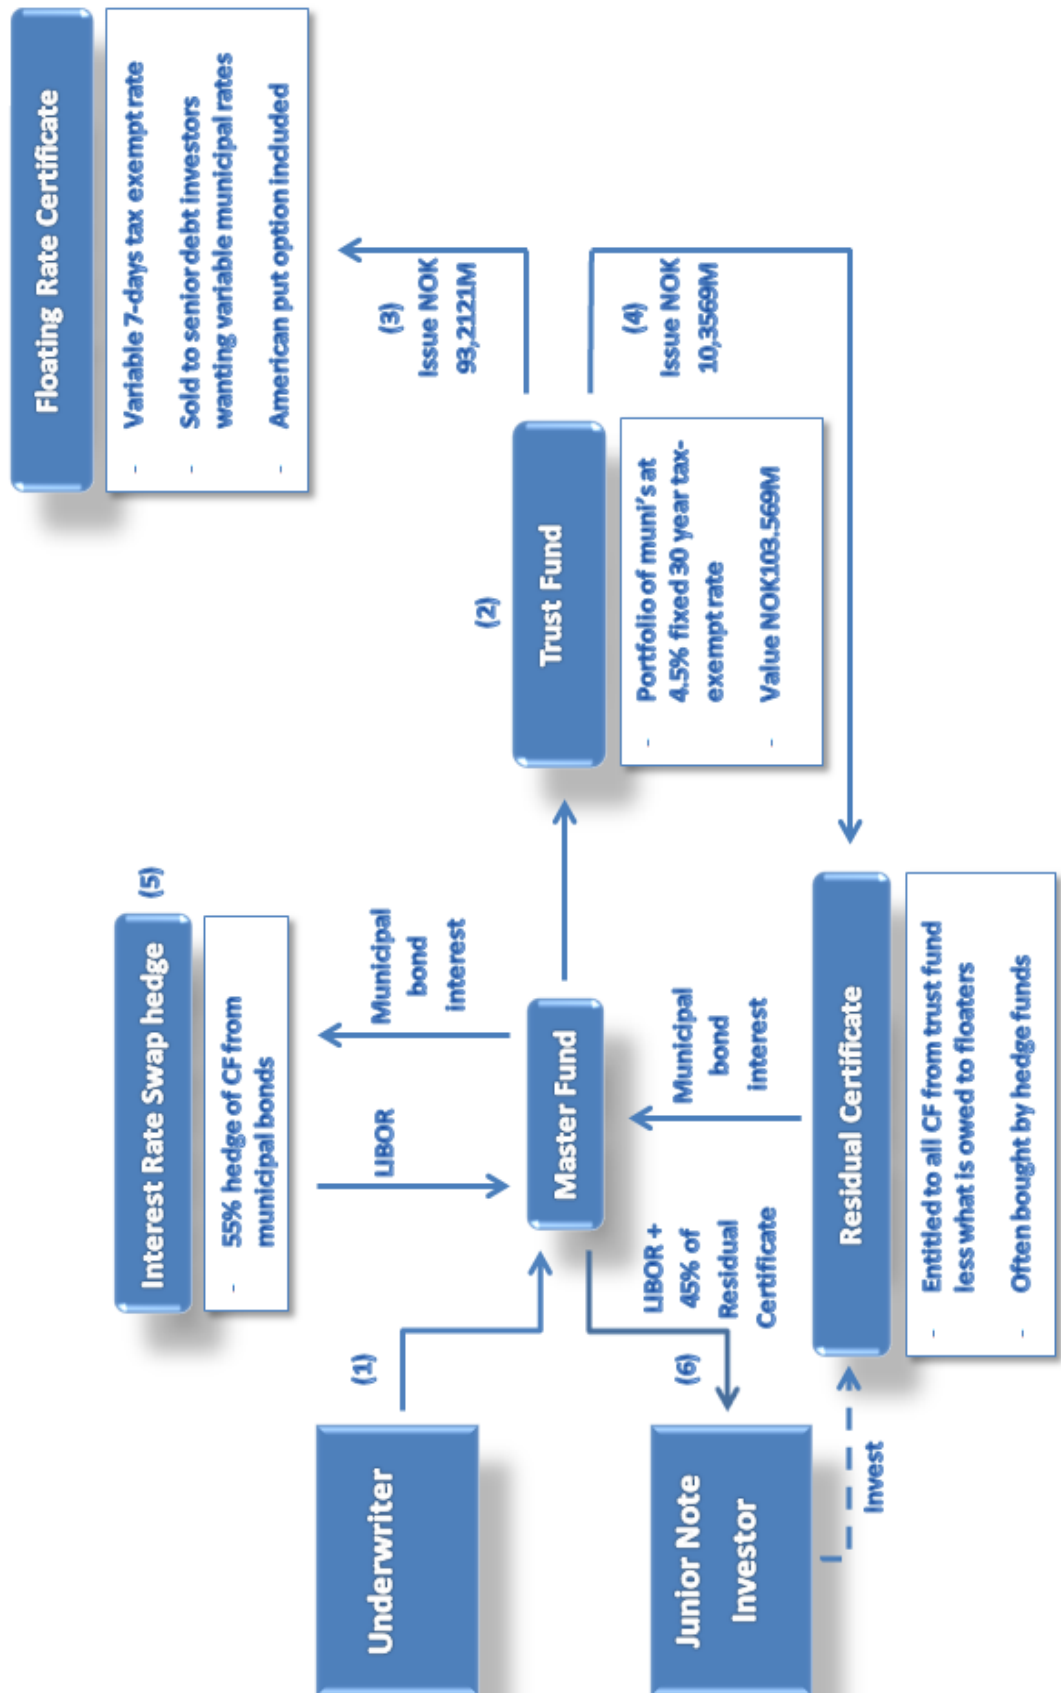 Underwriter
(1)
Interest Rate Swap hedge
(5)
- 55% hedge of CF from
municipal bonds
LIBOR
Municipal
bond
interest
Floating Rate Certificate
- Variable 7-days tax exempt rate
- Sold to senior debt investors
wanting variable municipal rates
- American put option included
(3)
Issue NOK
93,2121M
Master Fund
(2)
Trust Fund
- Portfolio of muni's at
4.5% fixed 30 year tax-
exempt rate
- Value NOK103.569M
(4)
Issue NOK
10,3569M
Junior Note
Investor
(6)
LIBOR +
45% of
Residual
Certificate
Municipal
bond
interest
Invest
Residual Certificate
- Entitled to all CF from trust fund
less what is owed to floaters
- Often bought by hedge funds